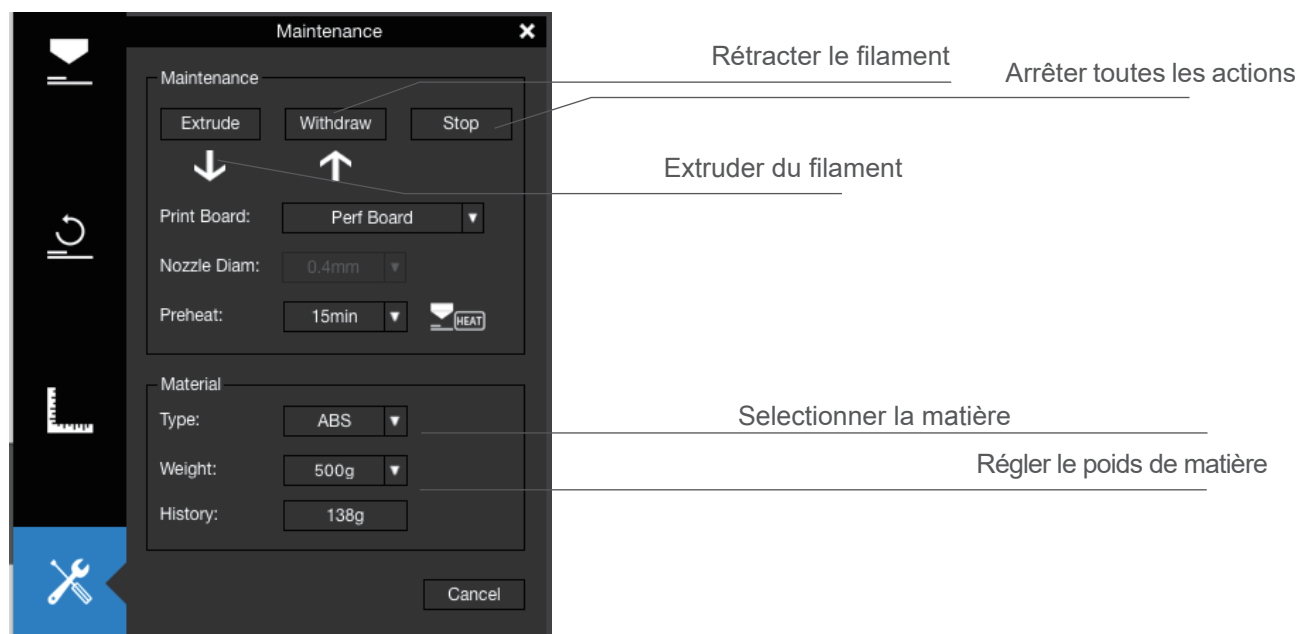 Maintenance
Rétracter le filament
Arrêter toutes les actions
Maintenance
Extrude Withdraw Stop
Extruder du filament
Print Board: Perf Board
Nozzle Diam: 0.4mm
Preheat: 15min HEAT
Material
Type: ABS
Selectionner la matière
Weight: 500g
Régler le poids de matière
History: 138g
Cancel